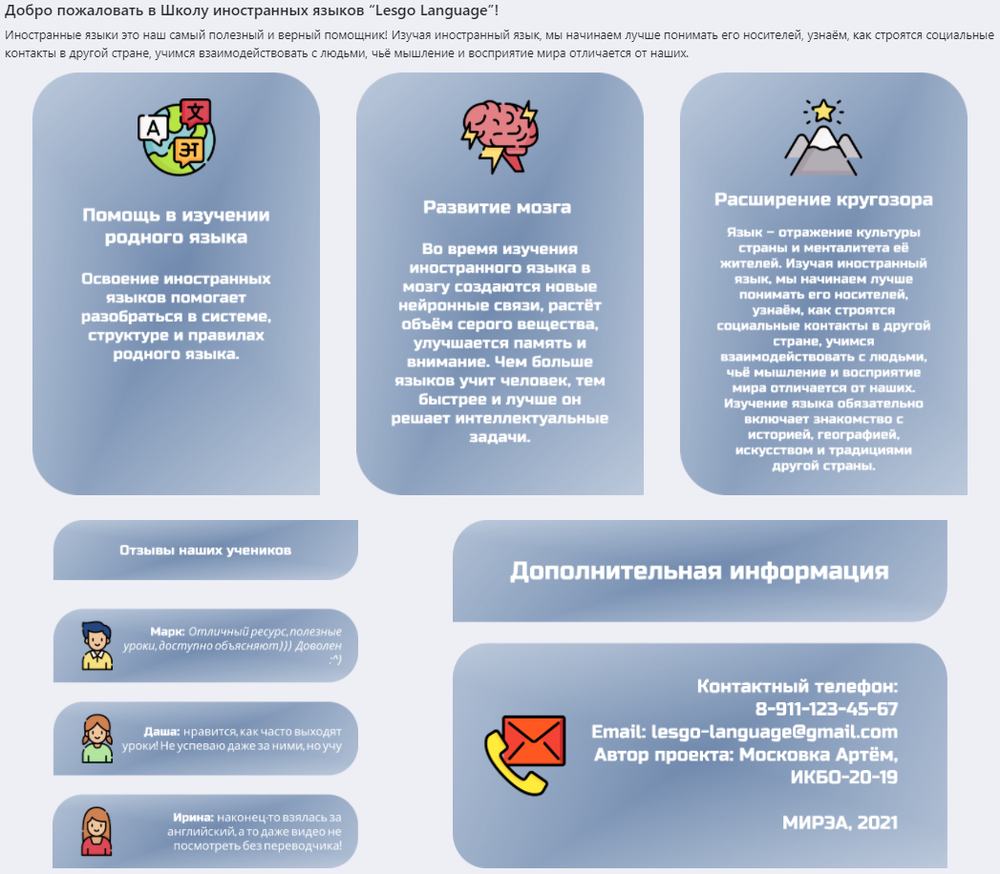 Добро пожаловать в Школу иностранных языков “Lesgo Language”!
Иностранные языки это наш самый полезный и верный помощник! Изучая иностранный язык, мы начинаем лучше понимать его носителей, узнаём, как строятся социальные
контакты в другой стране, учимся взаимодействовать с людьми, чьё мышление и восприятие мира отличается от наших.
A
文
अ
Помощь в изучении
родного языка
Освоение иностранных
языков помогает
разобраться в системе,
структуре и правилах
родного языка.
Развитие мозга
Во время изучения
иностранного языка в
мозгу создаются новые
нейронные связи, растёт
объём серого вещества,
улучшается память и
внимание. Чем больше
языков учит человек, тем
быстрее и лучше он
решает интеллектуальные
задачи.
Расширение кругозора
Язык – отражение культуры
страны и менталитета её
жителей. Изучая иностранный
язык, мы начинаем лучше
понимать его носителей,
узнаём, как строятся
социальные контакты в другой
стране, учимся
взаимодействовать с людьми,
чьё мышление и восприятие
мира отличается от наших.
Изучение языка обязательно
включает знакомство с
историей, географией,
искусством и традициями
другой страны.
Отзывы наших учеников
Марк: Отличный ресурс, полезные
уроки, доступно объясняют))) Доволен
:^)
Даша: нравится, как часто выходят
уроки! Не успеваю даже за ними, но учу
Ирина: наконец-то взялась за
английский, а то даже видео не
посмотреть без переводчика!
Дополнительная информация
Контактный телефон:
8-911-123-45-67
Email: lesgo-language@gmail.com
Автор проекта: Московка Артём,
ИКБО-20-19
МИРЭА, 2021